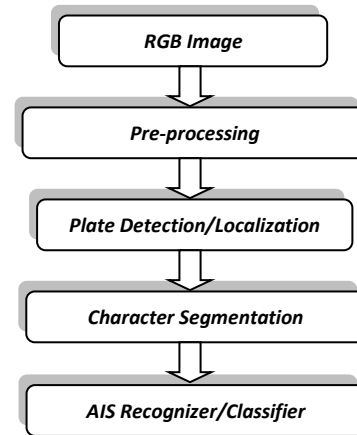 RGB Image
Pre-processing
Plate Detection/Localization
Character Segmentation
AIS Recognizer/Classifier